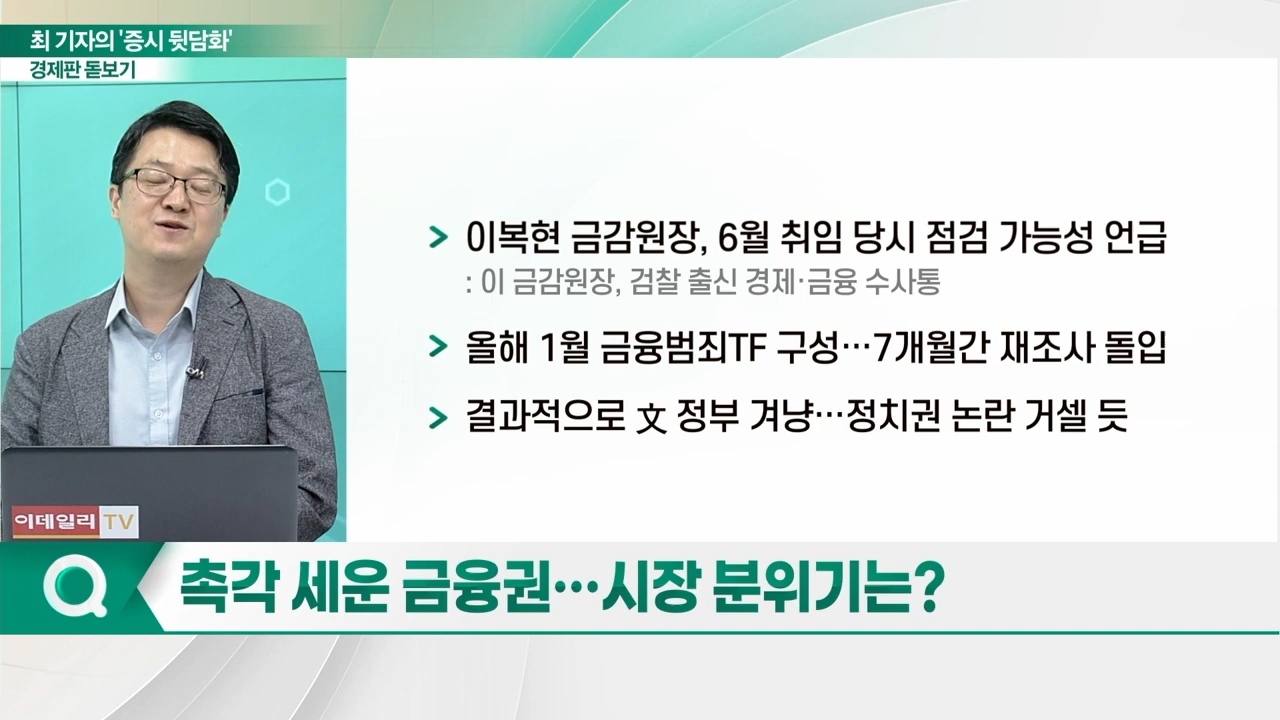 최 기자의 '증시 뒷담화'
경제판 돋보기
> 이복현 금감원장, 6월 취임 당시 점검 가능성 언급
: 이 금감원장, 검찰 출신 경제·금융 수사통
> 올해 1월 금융범죄TF 구성…7개월간 재조사 돌입
> 결과적으로 文 정부 겨냥…정치권 논란 거셀 듯
이데일리 TV
Q 촉각 세운 금융권…시장 분위기는?